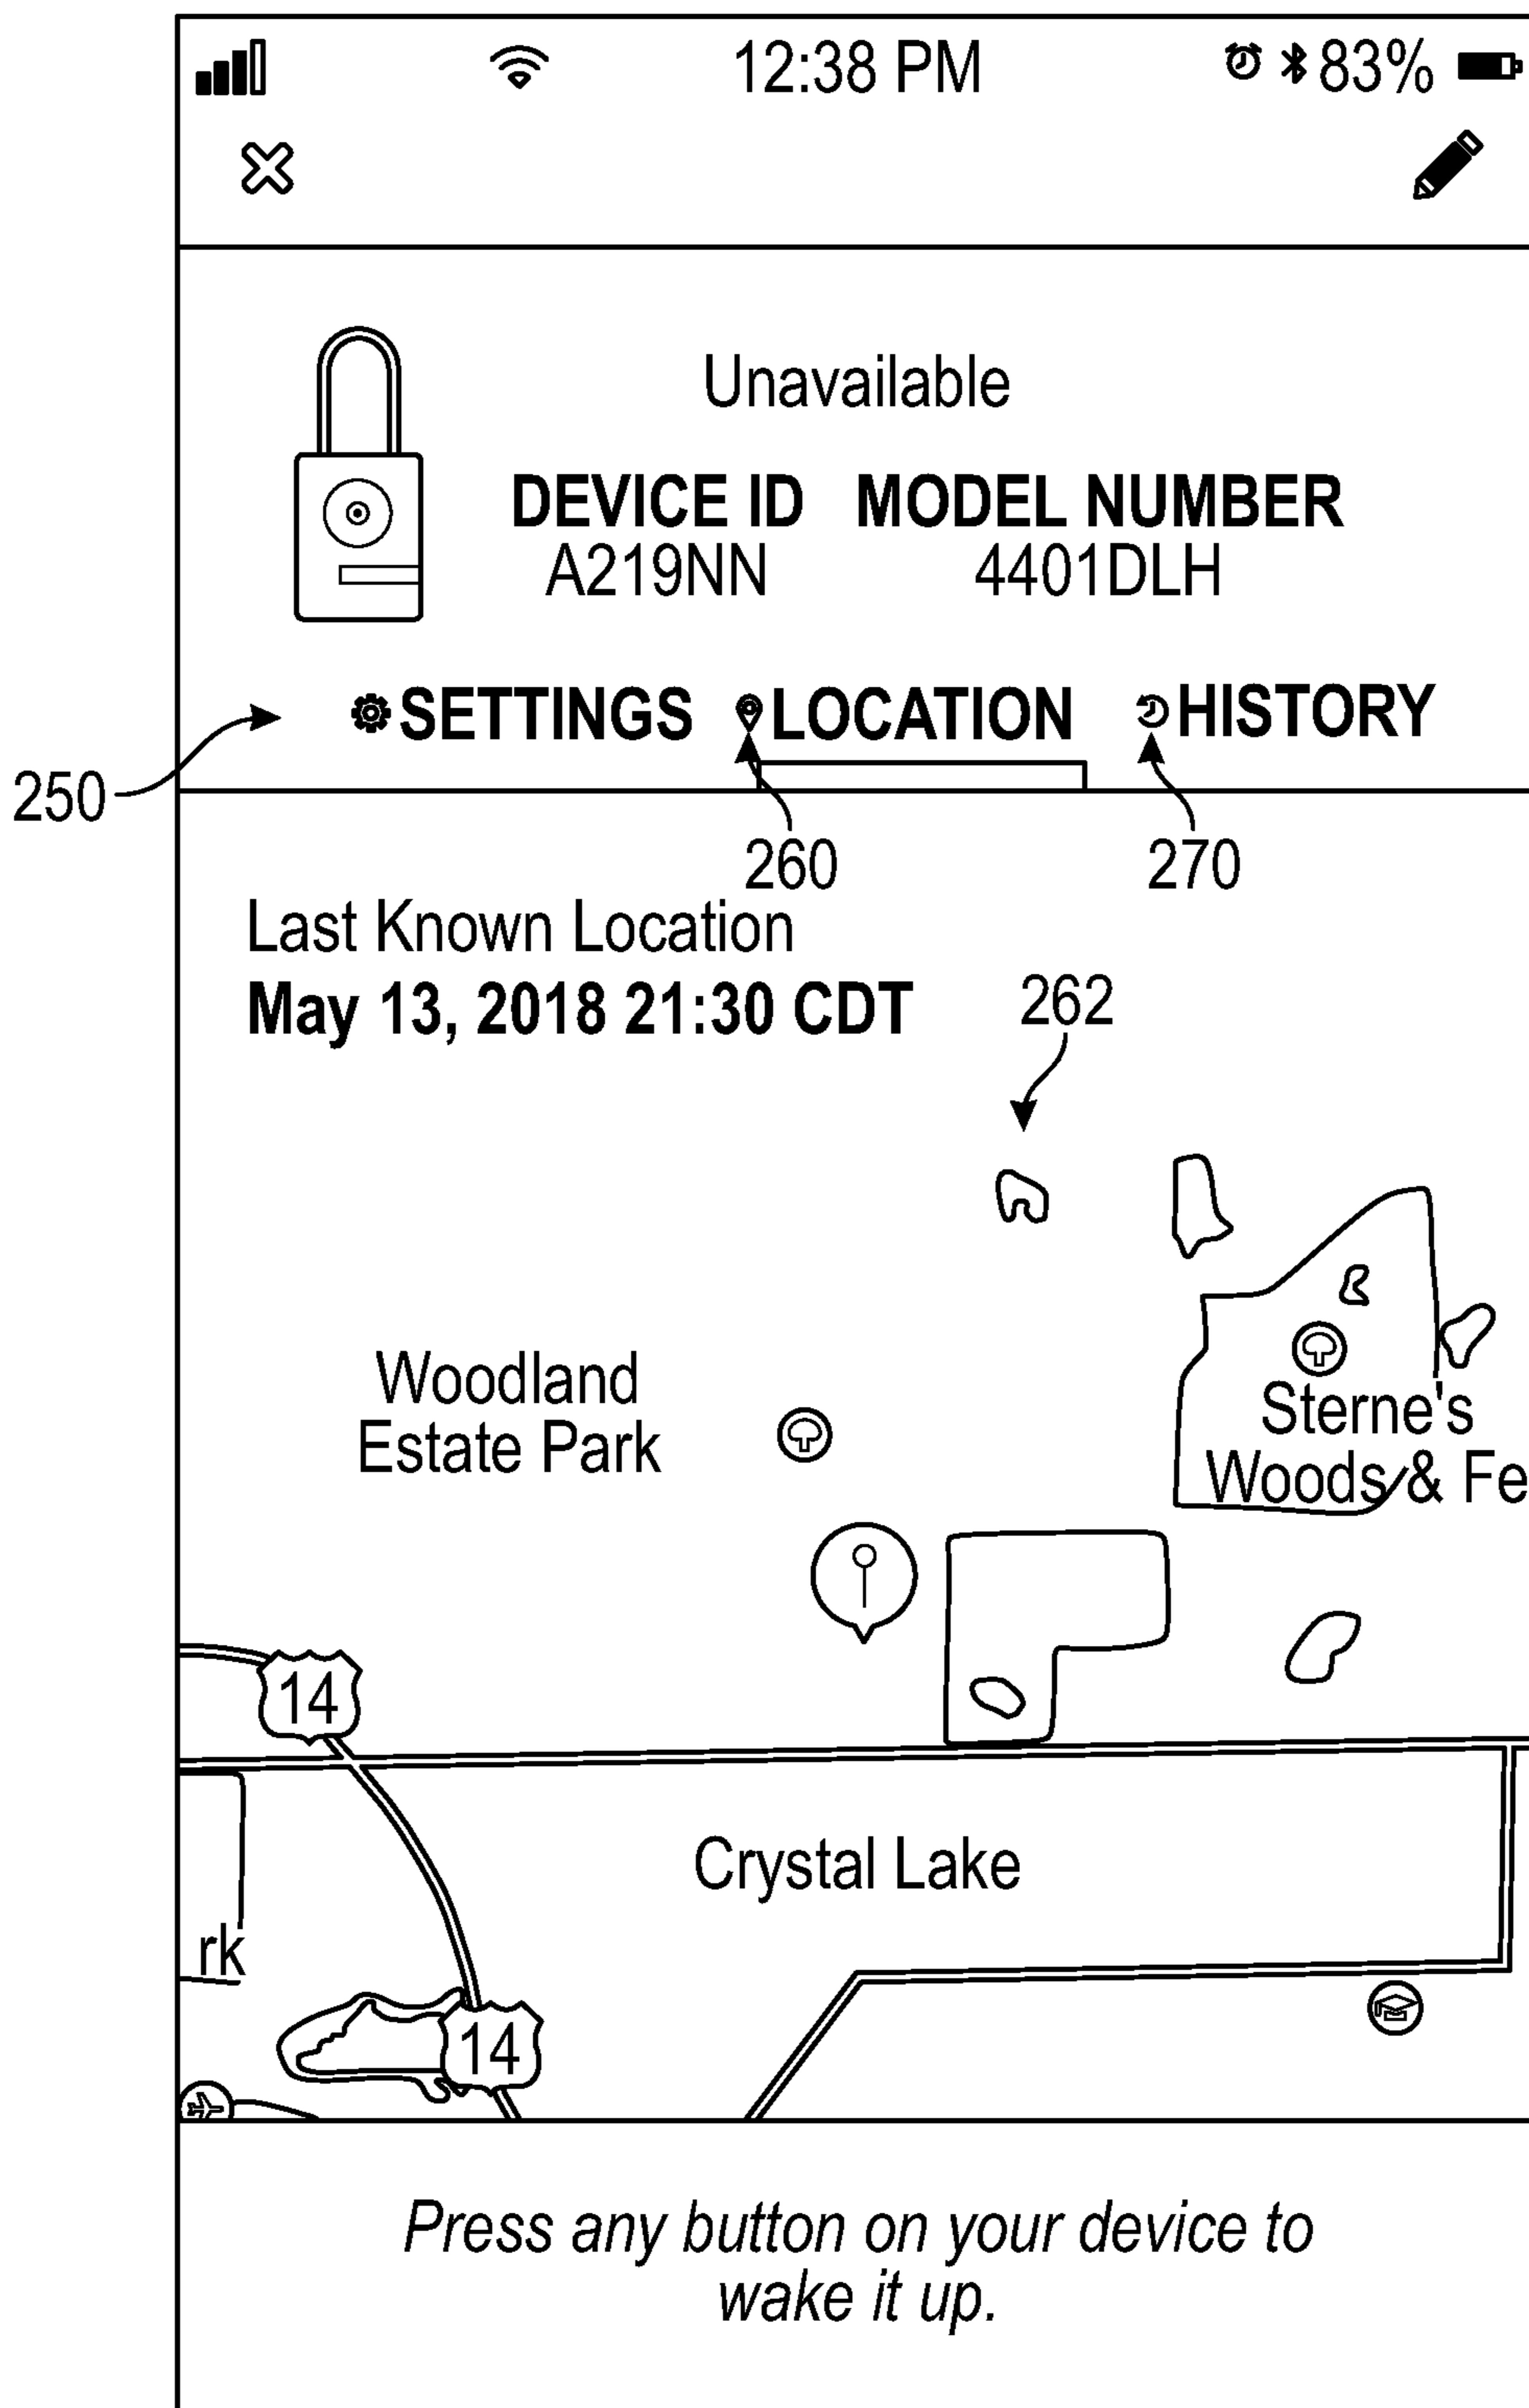 12:38 PM 83%
Unavailable
DEVICE ID MODEL NUMBER
A219NN 4401DLH
SETTINGS LOCATION HISTORY
250
260 270
Last Known Location
May 13, 2018 21:30 CDT
262
Woodland
Estate Park
Sterne's
Woods & Fe
14
Crystal Lake
rk
14
Press any button on your device to
wake it up.